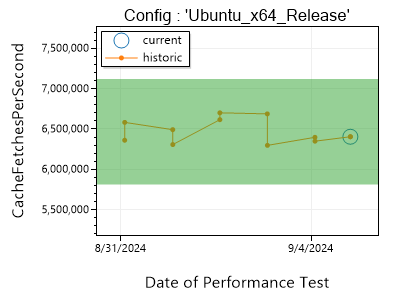 Config : 'Ubuntu_x64_Release'
current
historic
7,500,000
7,000,000
6,500,000
6,000,000
5,500,000
CacheFetchesPerSecond
8/31/2024
9/4/2024
Date of Performance Test